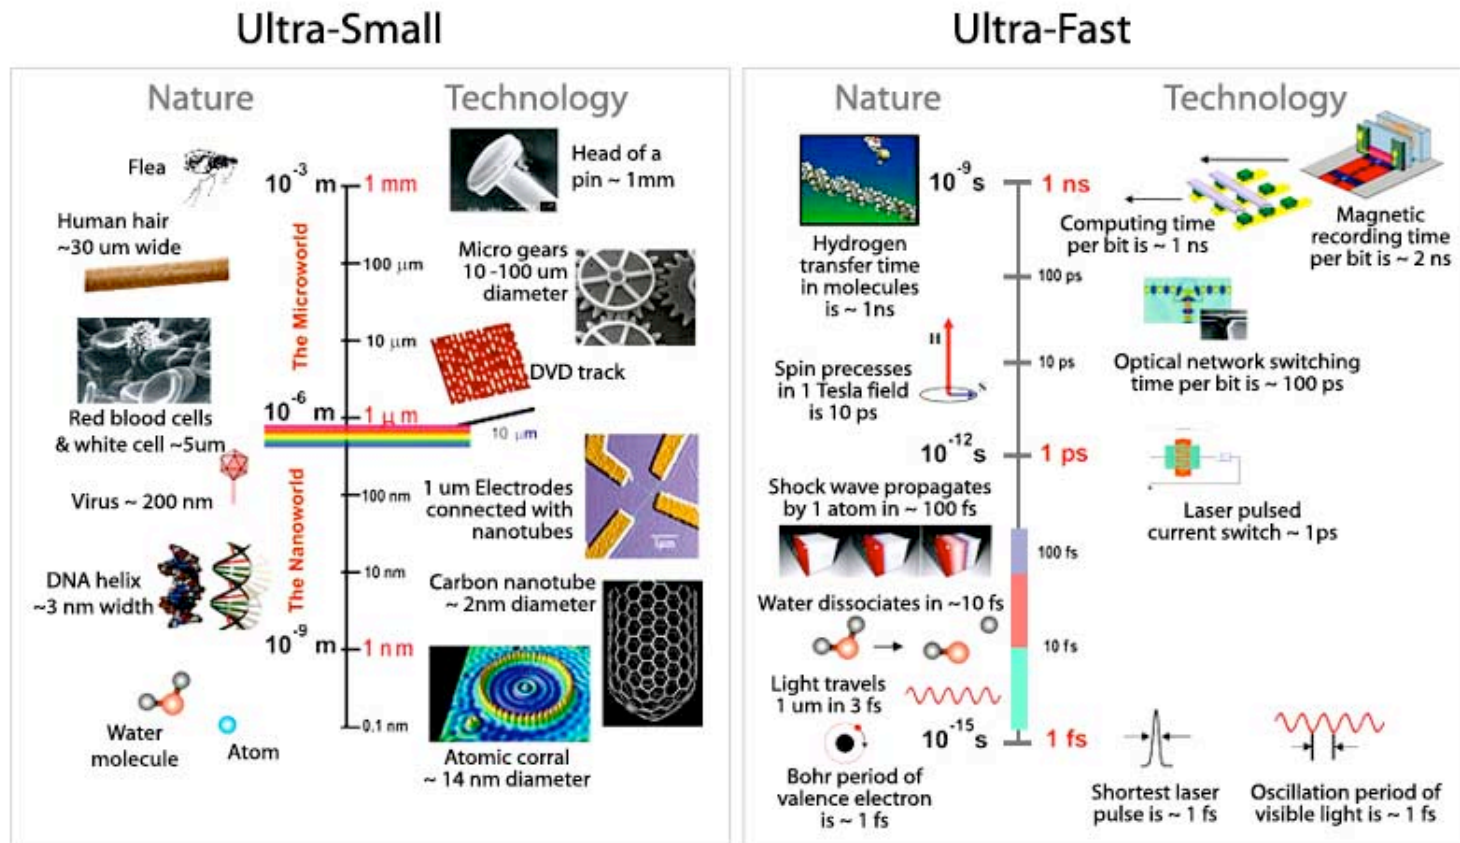 Ultra-Small
Ultra-Fast
Nature
Technology
Flea
Human hair
~30 um wide
Red blood cells
& white cell ~5um
Virus ~ 200 nm
DNA helix
~3 nm width
Water
molecule
Atom
The Microworld
The Nanoworld
10⁻³ m
1 mm
100 μm
10 μm
10⁻⁶ m
1 μ m
100 nm
10 nm
10⁻⁹ m
1 nm
0.1 nm
Head of a
pin ~ 1mm
Micro gears
10 -100 um
diameter
DVD track
10 μm
1 um Electrodes
connected with
nanotubes
1μm
Carbon nanotube
~ 2nm diameter
Atomic corral
~ 14 nm diameter
Nature
Technology
Hydrogen
transfer time
in molecules
is ~ 1ns
Spin precesses
in 1 Tesla field
is 10 ps
H
Shock wave propagates
by 1 atom in ~ 100 fs
Water dissociates in ~10 fs
Light travels
1 um in 3 fs
Bohr period of
valence electron
is ~ 1 fs
10⁻⁹ s
1 ns
100 ps
10 ps
10⁻¹² s
1 ps
100 fs
10 fs
10⁻¹⁵ s
1 fs
Computing time
per bit is ~ 1 ns
Magnetic
recording time
per bit is ~ 2 ns
Optical network switching
time per bit is ~ 100 ps
Laser pulsed
current switch ~ 1ps
Shortest laser
pulse is ~ 1 fs
Oscillation period of
visible light is ~ 1 fs